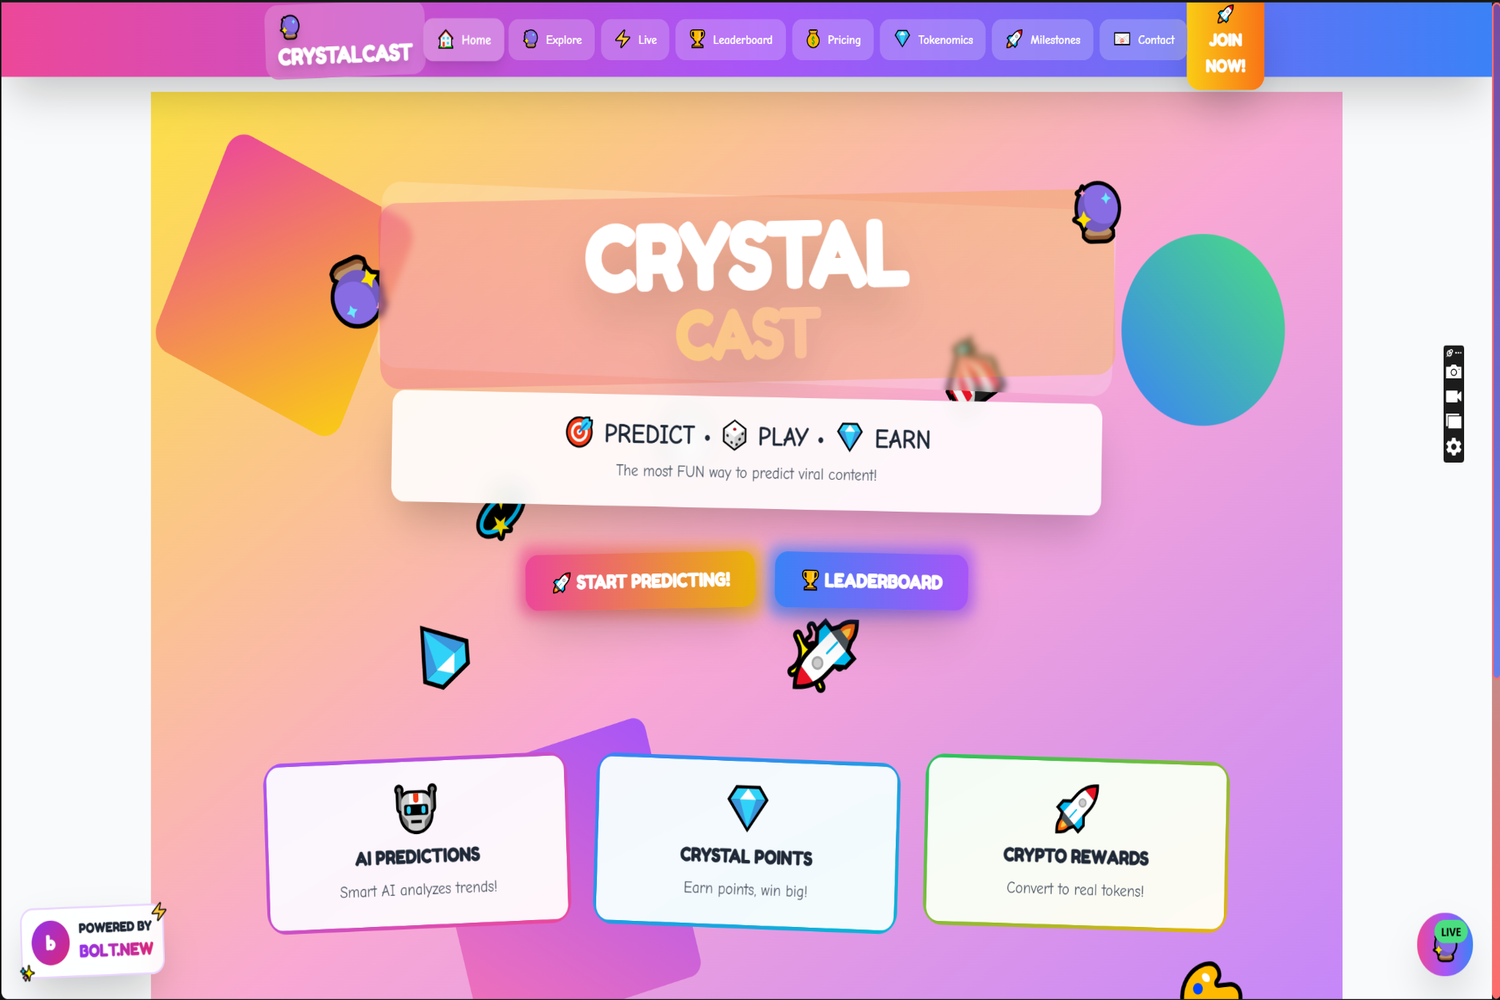 CRYSTALCAST
Home
Explore
Live
Leaderboard
Pricing
Tokenomics
Milestones
Contact
JOIN
NOW!
CRYSTAL
CAST
PREDICT • PLAY • EARN
The most FUN way to predict viral content!
START PREDICTING!
LEADERBOARD
AI PREDICTIONS
Smart AI analyzes trends!
CRYSTAL POINTS
Earn points, win big!
CRYPTO REWARDS
Convert to real tokens!
b
POWERED BY
BOLT.NEW
LIVE